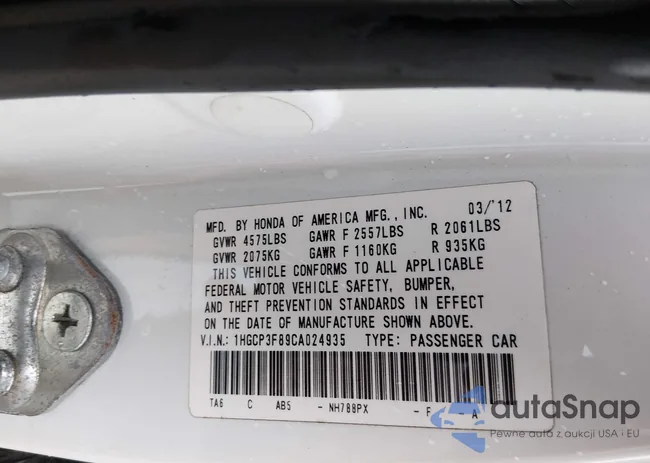 MFD. BY HONDA OF AMERICA MFG., INC. 03/'12
GVWR 4575LBS GAWR F 2557LBS R 2061LBS
GVWR 2075KG GAWR F 1160KG R 935KG
THIS VEHICLE CONFORMS TO ALL APPLICABLE
FEDERAL MOTOR VEHICLE SAFETY, BUMPER,
AND THEFT PREVENTION STANDARDS IN EFFECT
ON THE DATE OF MANUFACTURE SHOWN ABOVE.
V.I.N.: 1HGCP3F89CA024935 TYPE: PASSENGER CAR
TA6 C AB5 - NH788PX - F - A
autoSnap
Pewne auta z aukcji USA i EU